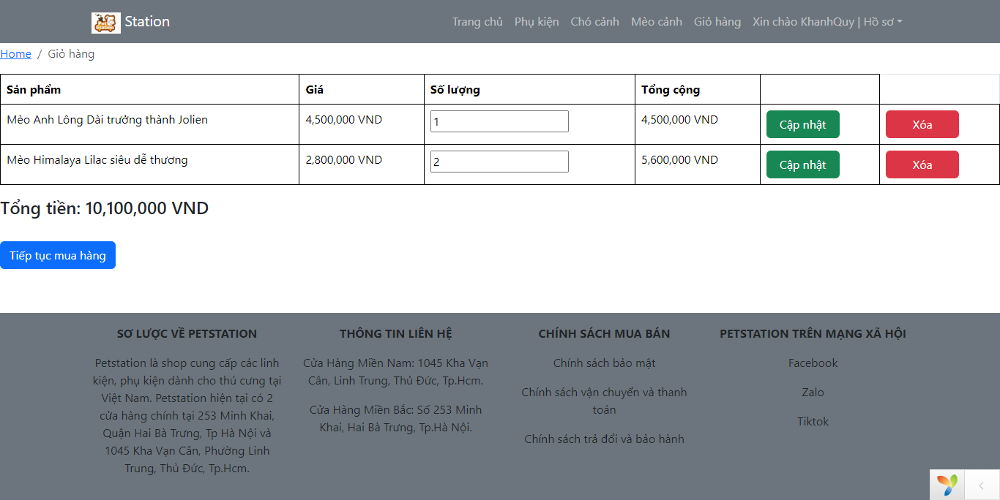 Station
Trang chủ Phụ kiện Chó cảnh Mèo cảnh Giỏ hàng Xin chào KhanhQuy | Hồ sơ
Home / Giỏ hàng
Sản phẩm Giá Số lượng Tổng cộng
Mèo Anh Lông Dài trưởng thành Jolien 4,500,000 VND 1 4,500,000 VND Cập nhật Xóa
Mèo Himalaya Lilac siêu dễ thương 2,800,000 VND 2 5,600,000 VND Cập nhật Xóa
Tổng tiền: 10,100,000 VND
Tiếp tục mua hàng
SƠ LƯỢC VỀ PETSTATION
Petstation là shop cung cấp các linh
kiện, phụ kiện dành cho thú cưng tại
Việt Nam. Petstation hiện tại có 2
cửa hàng chính tại 253 Minh Khai,
Quận Hai Bà Trưng, Tp Hà Nội và
1045 Kha Vạn Cân, Phường Linh
Trung, Thủ Đức, Tp.Hcm.
THÔNG TIN LIÊN HỆ
Cửa Hàng Miền Nam: 1045 Kha Vạn
Cân, Linh Trung, Thủ Đức, Tp.Hcm.
Cửa Hàng Miền Bắc: Số 253 Minh
Khai, Hai Bà Trưng, Tp.Hà Nội.
CHÍNH SÁCH MUA BÁN
Chính sách bảo mật
Chính sách vận chuyển và thanh
toán
Chính sách trả đổi và bảo hành
PETSTATION TRÊN MẠNG XÃ HỘI
Facebook
Zalo
Tiktok